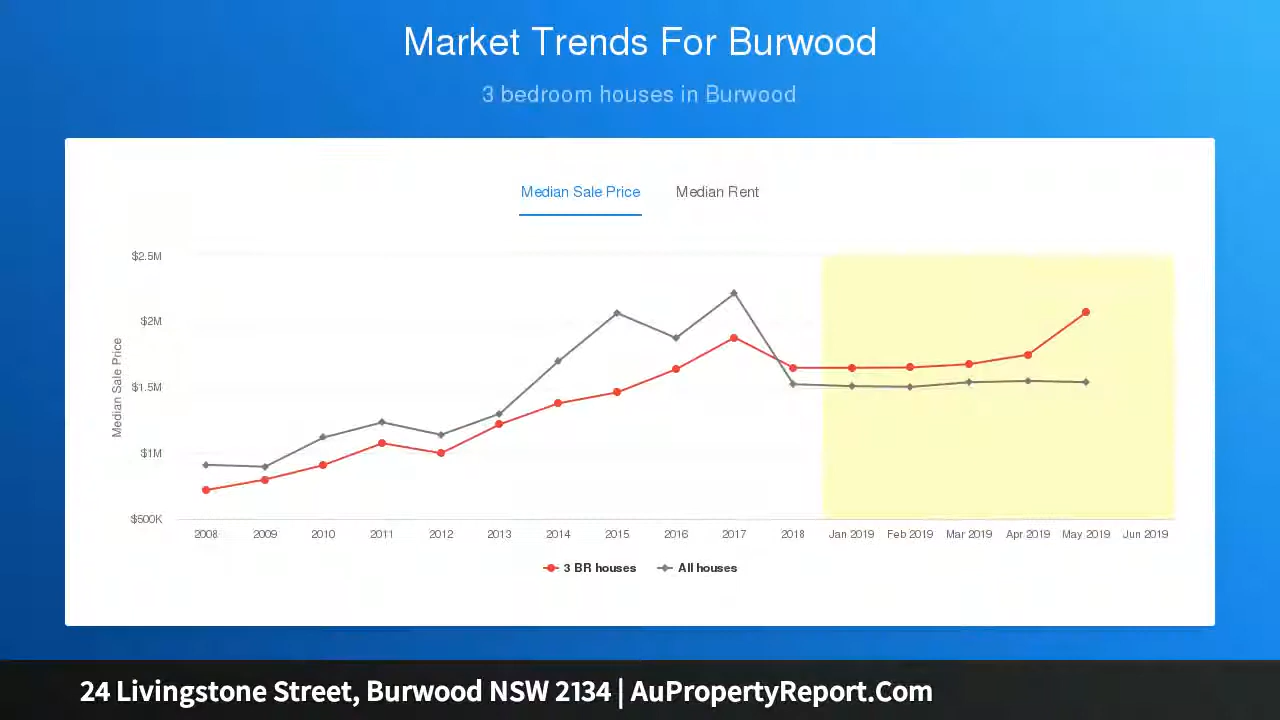 Market Trends For Burwood
3 bedroom houses in Burwood
Median Sale Price Median Rent
$2.5M
$2M
$1.5M
$1M
$500K
Median Sale Price
2008 2009 2010 2011 2012 2013 2014 2015 2016 2017 2018 Jan 2019 Feb 2019 Mar 2019 Apr 2019 May 2019 Jun 2019
3 BR houses All houses
24 Livingstone Street, Burwood NSW 2134 | AuPropertyReport.Com